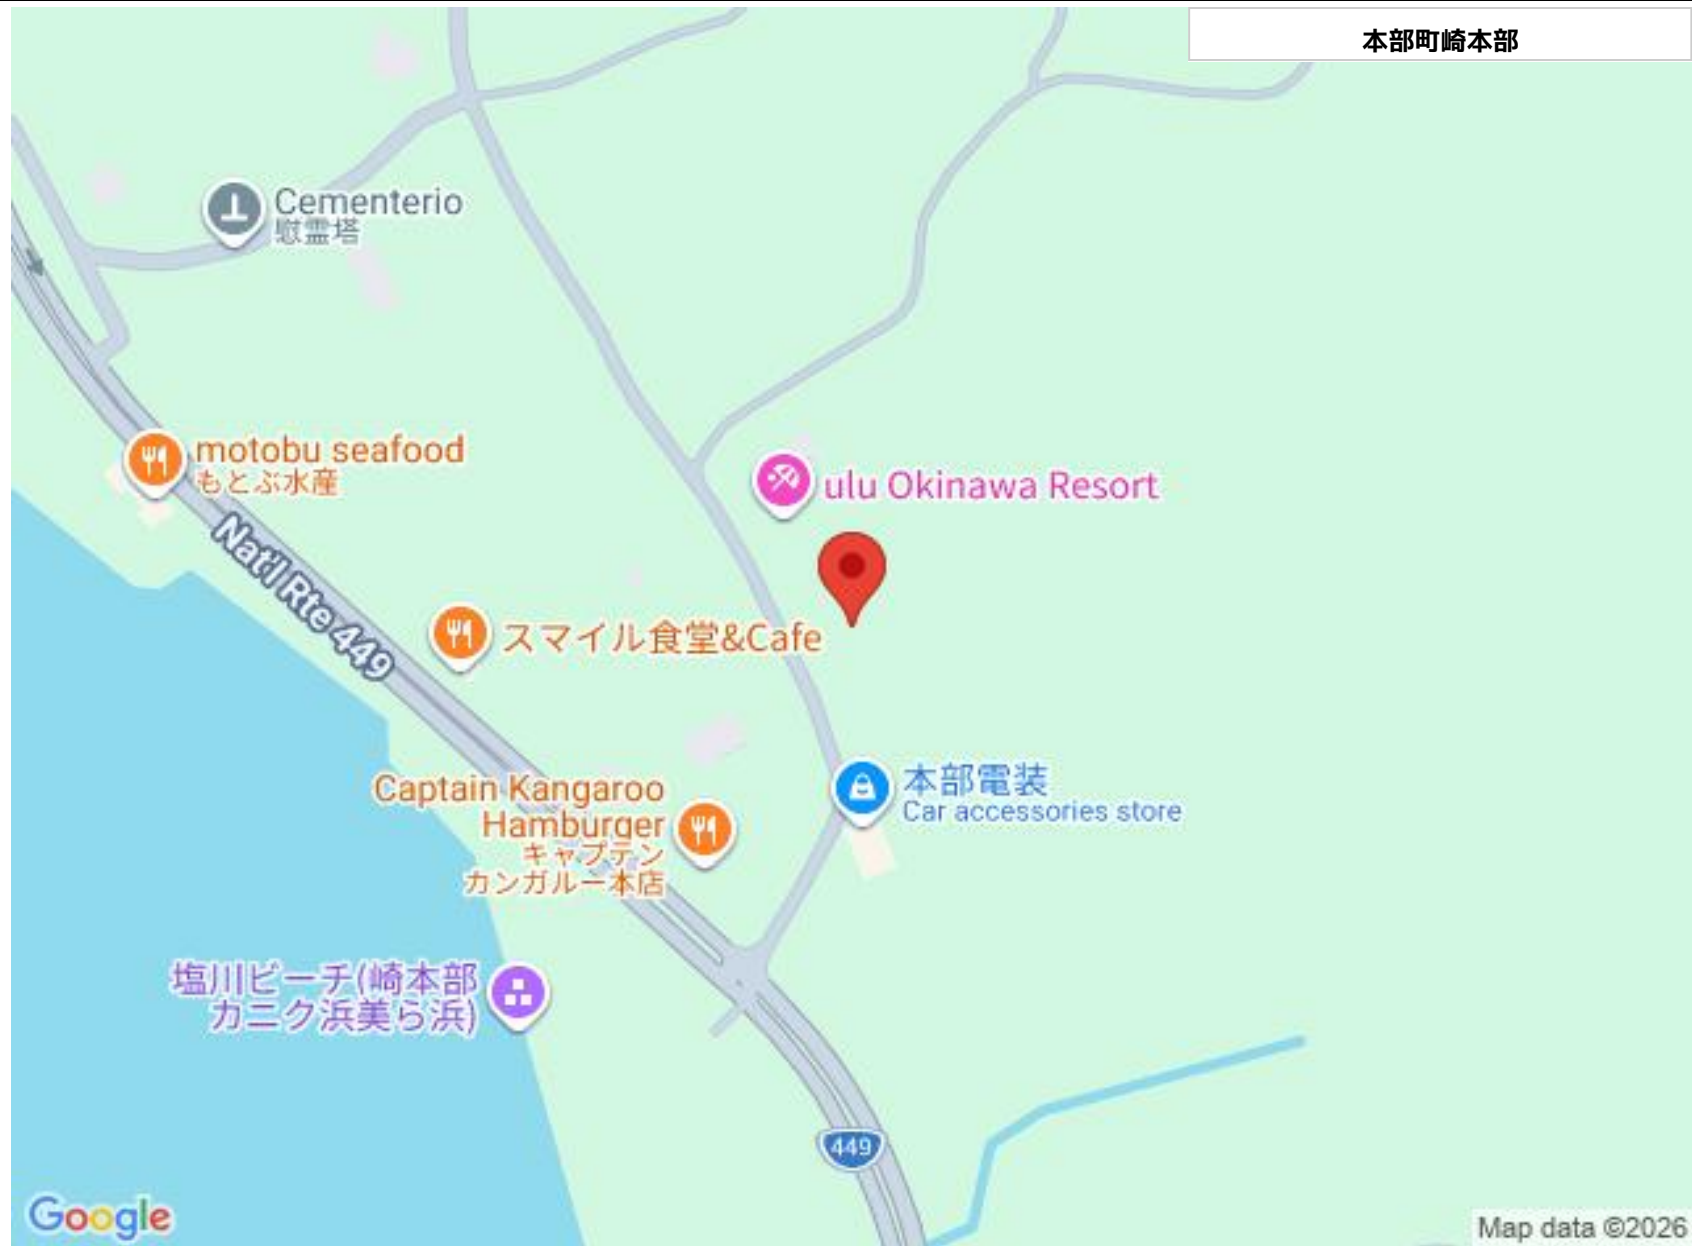 本部町崎本部
Cementerio
慰霊塔
motobu seafood
もとぶ水産
ulu Okinawa Resort
Nat'l Rte 449
スマイル食堂&Cafe
本部電装
Car accessories store
Captain Kangaroo
Hamburger
キャプテン
カンガルー本店
塩川ビーチ(崎本部
カニク浜美ら浜)
449
Google
Map data ©2026